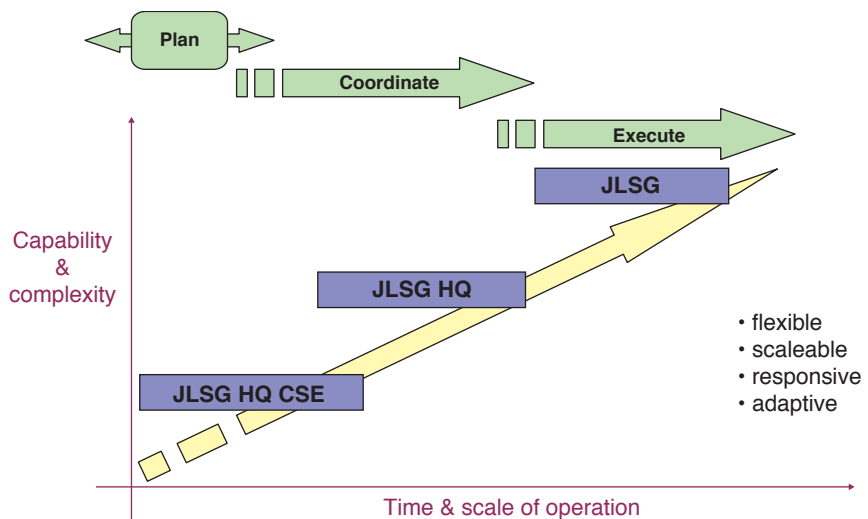 Plan
Coordinate
Execute
JLSG
Capability
&
complexity
JLSG HQ
• flexible
• scaleable
• responsive
• adaptive
JLSG HQ CSE
Time & scale of operation